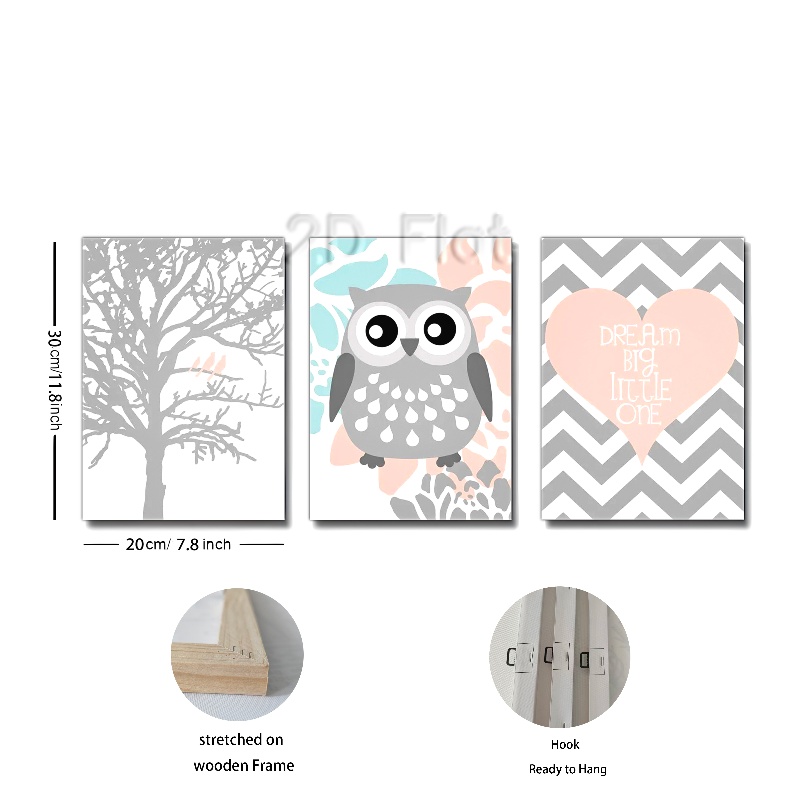 2D Flat
30cm/11.8inch
DREAM
BIG
LITTLE
ONE
20cm/ 7.8 inch
stretched on
wooden Frame
Hook
Ready to Hang